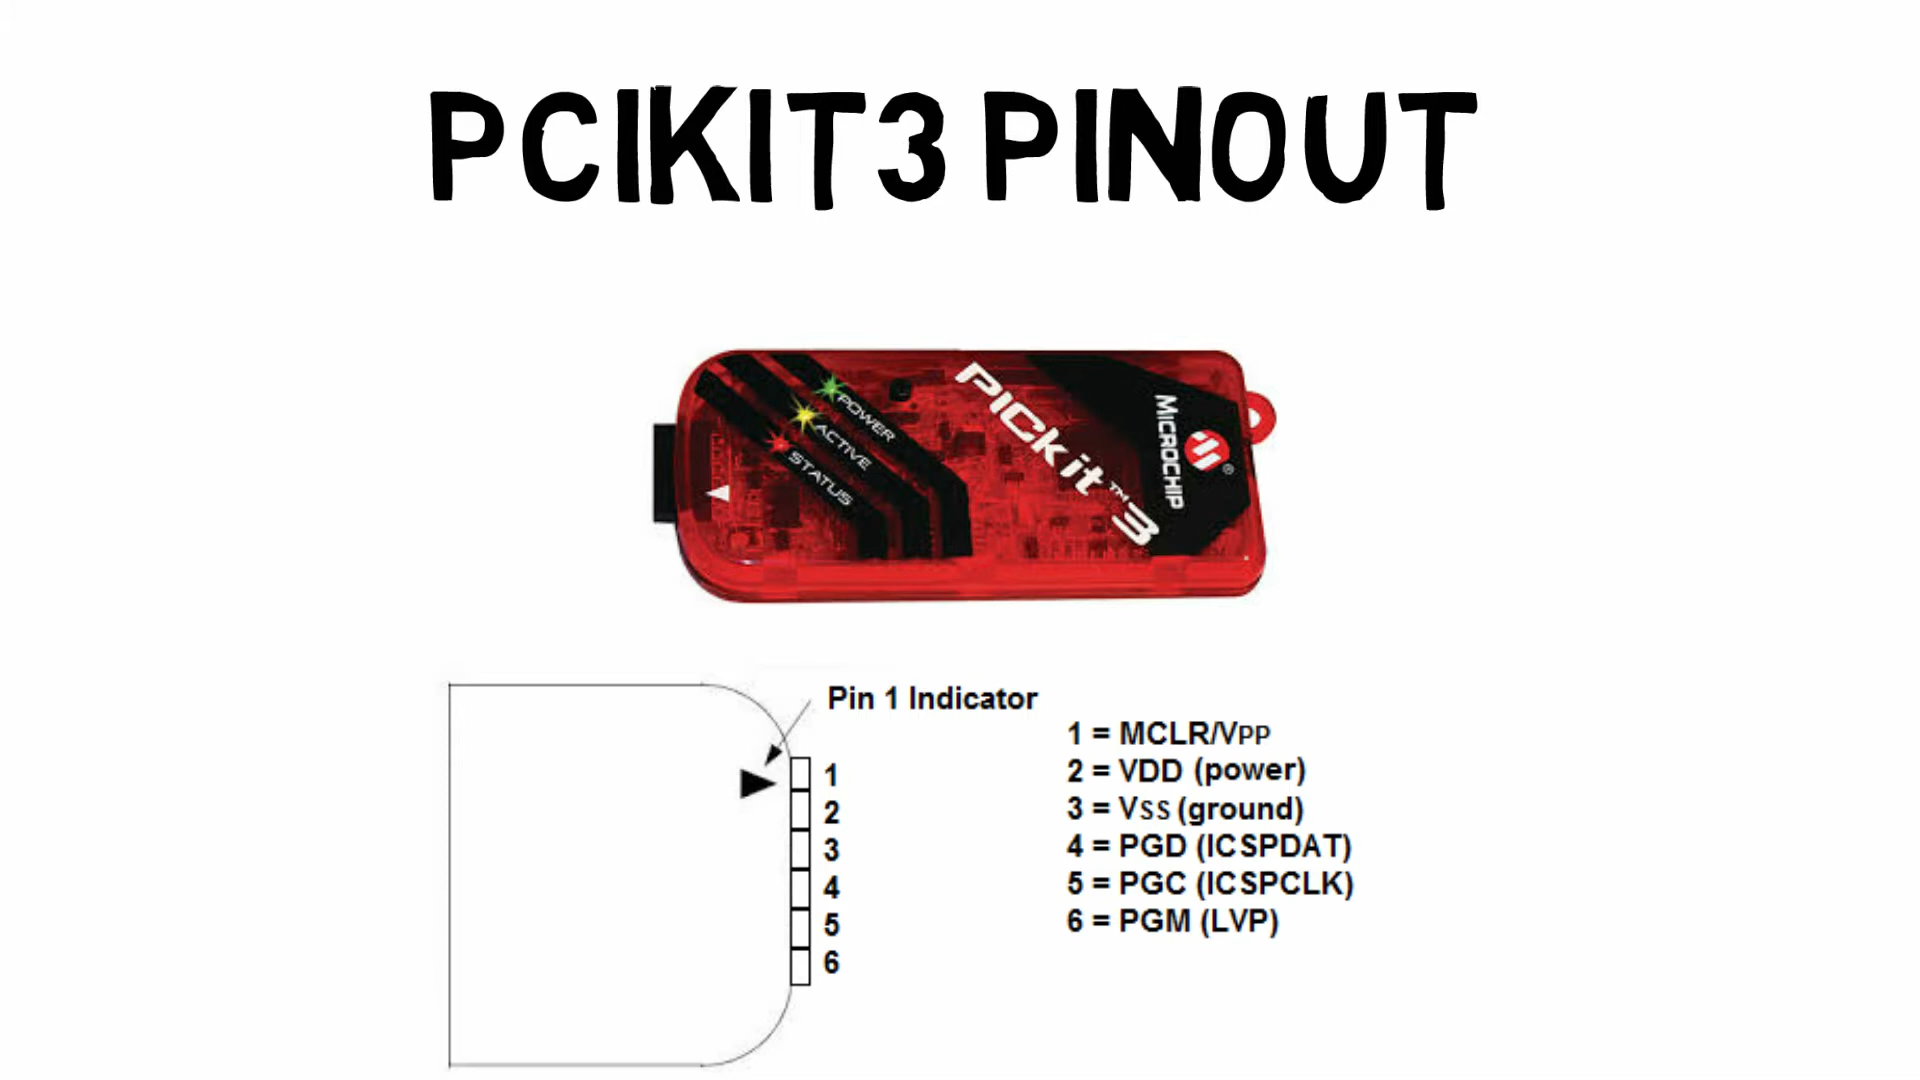 PCIKIT3 PINOUT
POWER
ACTIVE
STATUS
PICkit™ 3
MICROCHIP
®
Pin 1 Indicator
1
2
3
4
5
6
1 = MCLR/VPP
2 = VDD (power)
3 = VSS (ground)
4 = PGD (ICSPDAT)
5 = PGC (ICSPCLK)
6 = PGM (LVP)